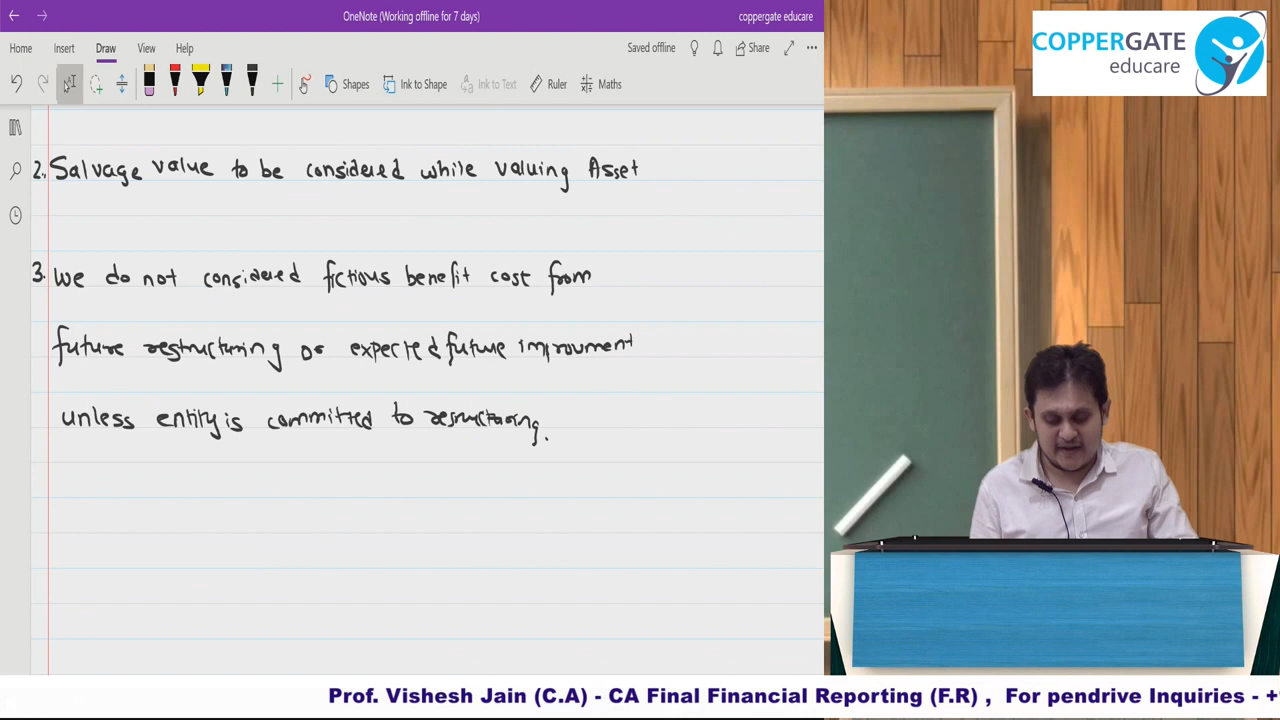 OneNote (Working offline for 7 days)
coppergate educare
Home Insert Draw View Help
Saved offline
Share
Shapes
Ink to Shape
Ink to Text
Ruler
Maths
COPPERGATE
educare
2. Salvage value to be considered while valuing Asset
3. We do not considered fictious benefit cost from
future restructuring or expected future improvment
unless entity is committed to restructuring.
Prof. Vishesh Jain (C.A) - CA Final Financial Reporting (F.R) , For pendrive Inquiries - +